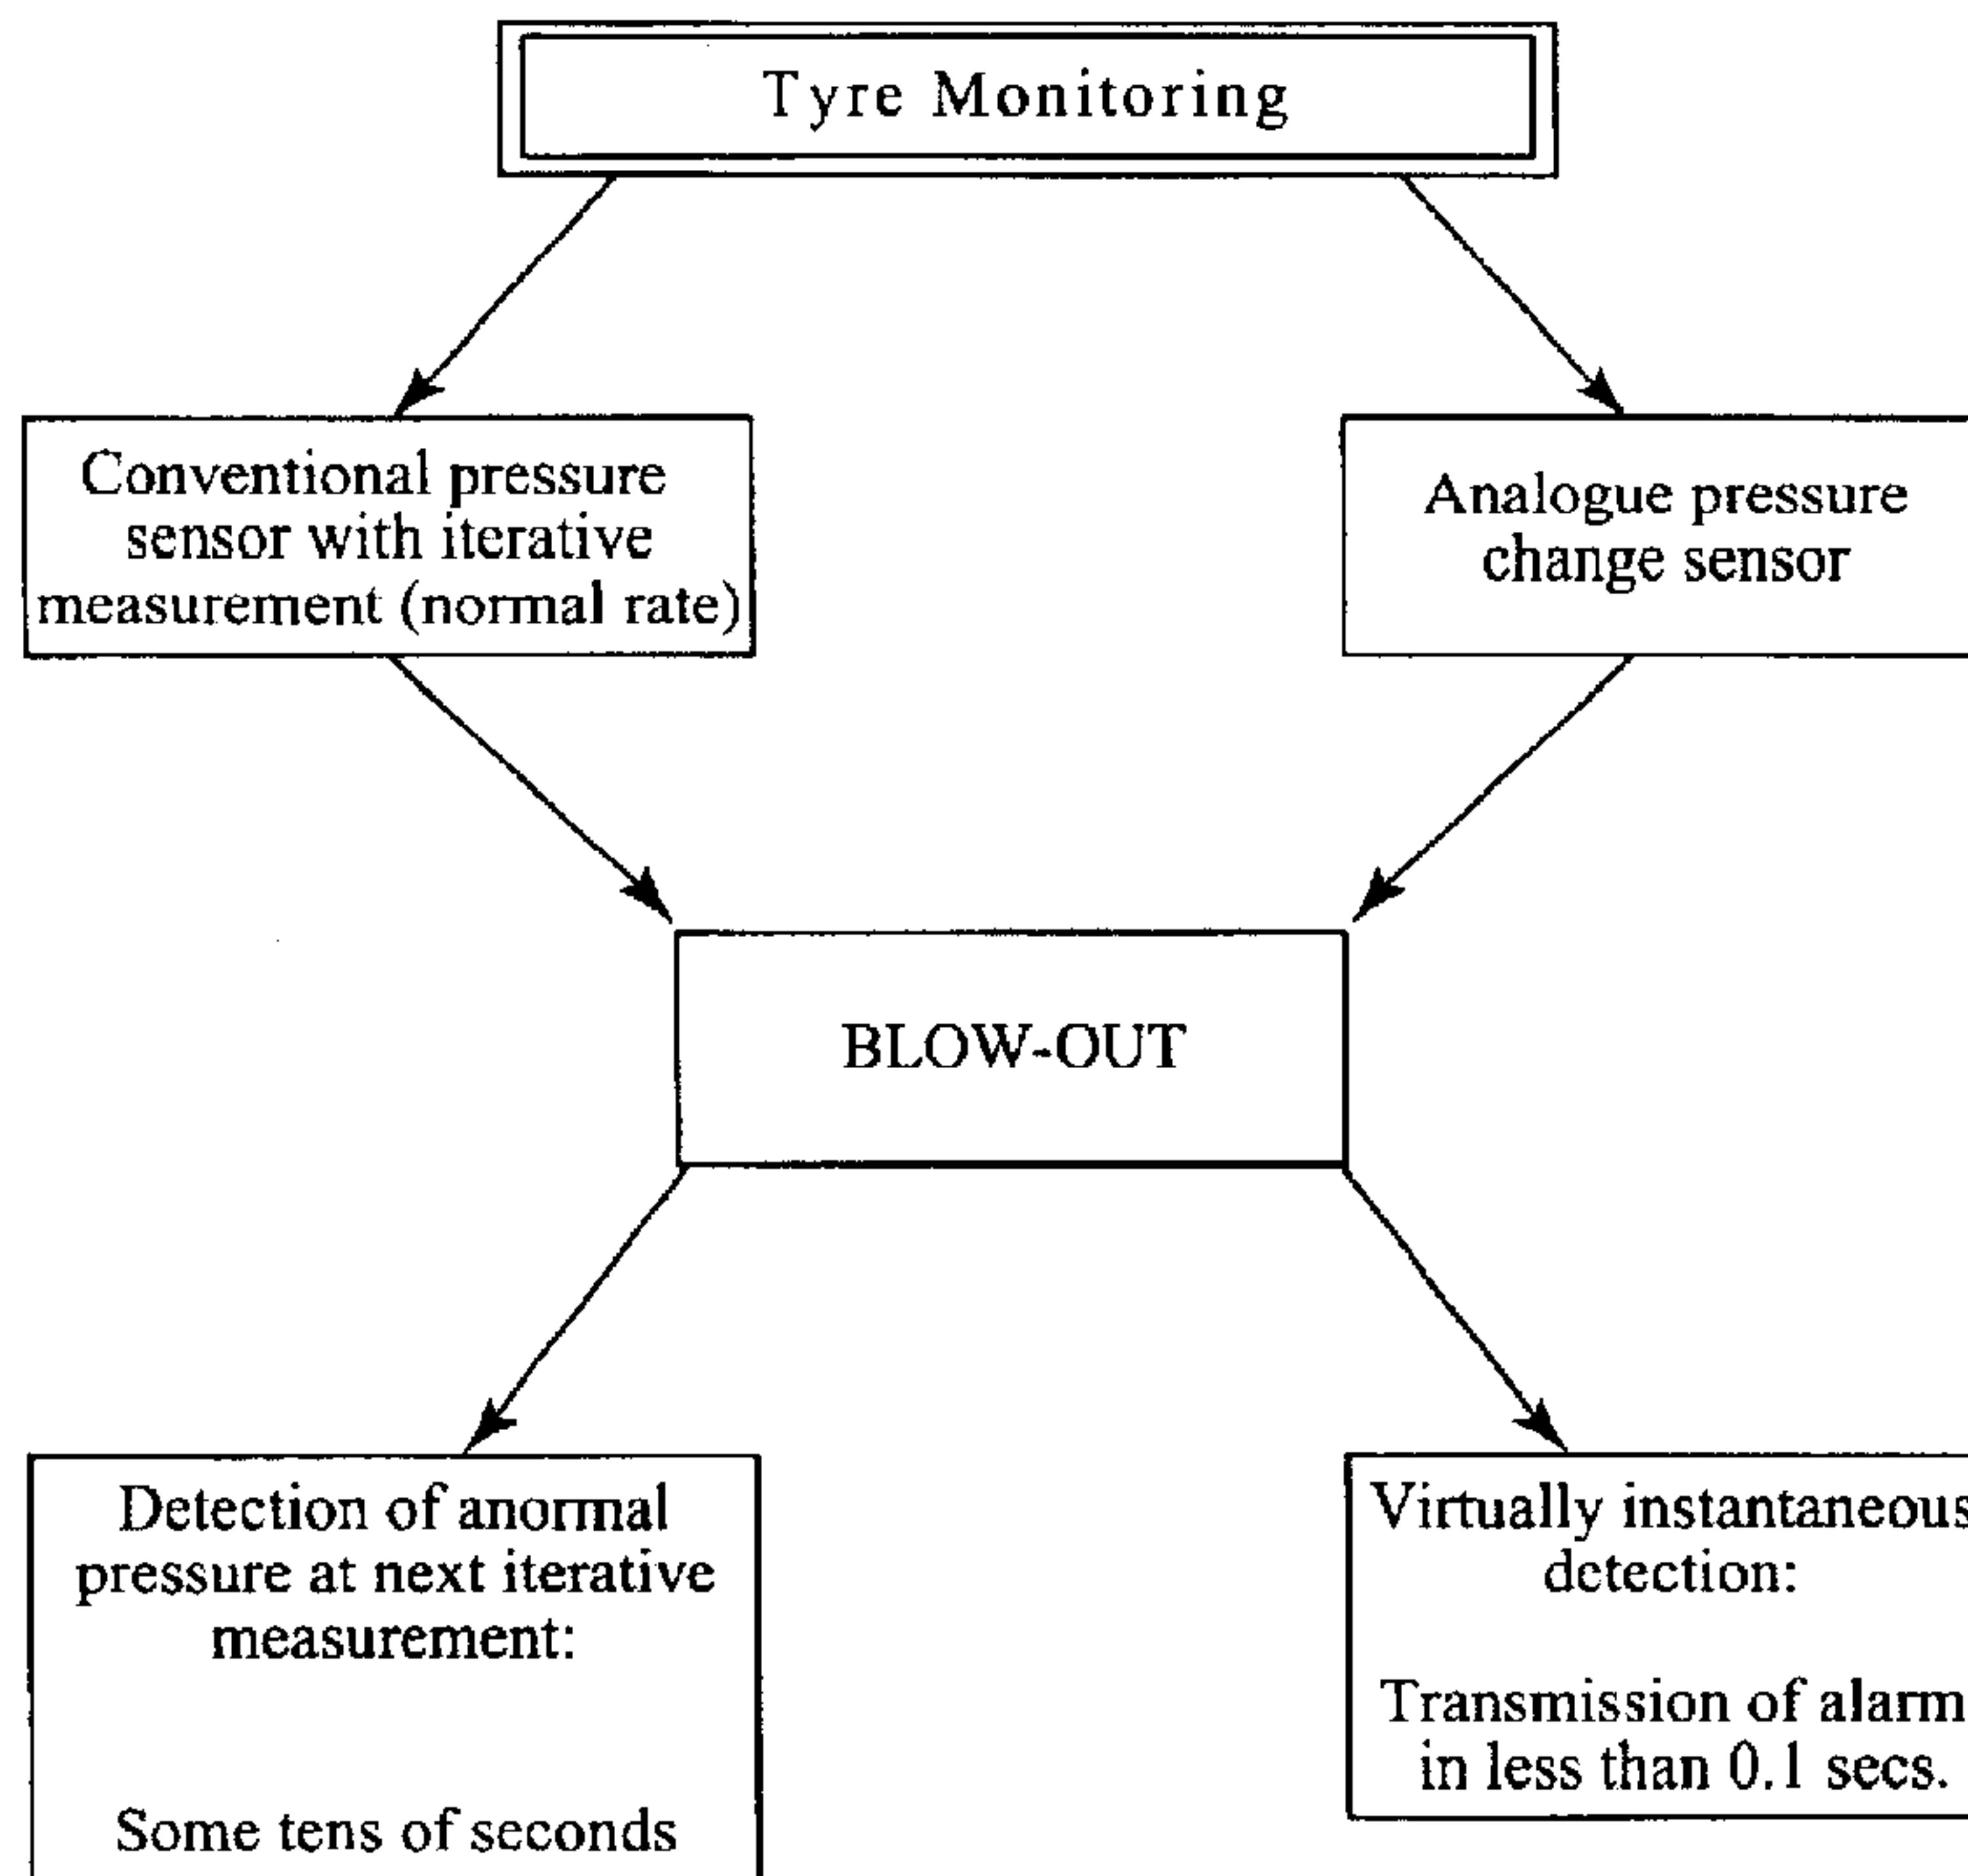 Tyre Monitoring
Conventional pressure
sensor with iterative
measurement (normal rate)
Analogue pressure
change sensor
BLOW-OUT
Detection of anormal
pressure at next iterative
measurement:
Some tens of seconds
Virtually instantaneous
detection:
Transmission of alarm
in less than 0.1 secs.